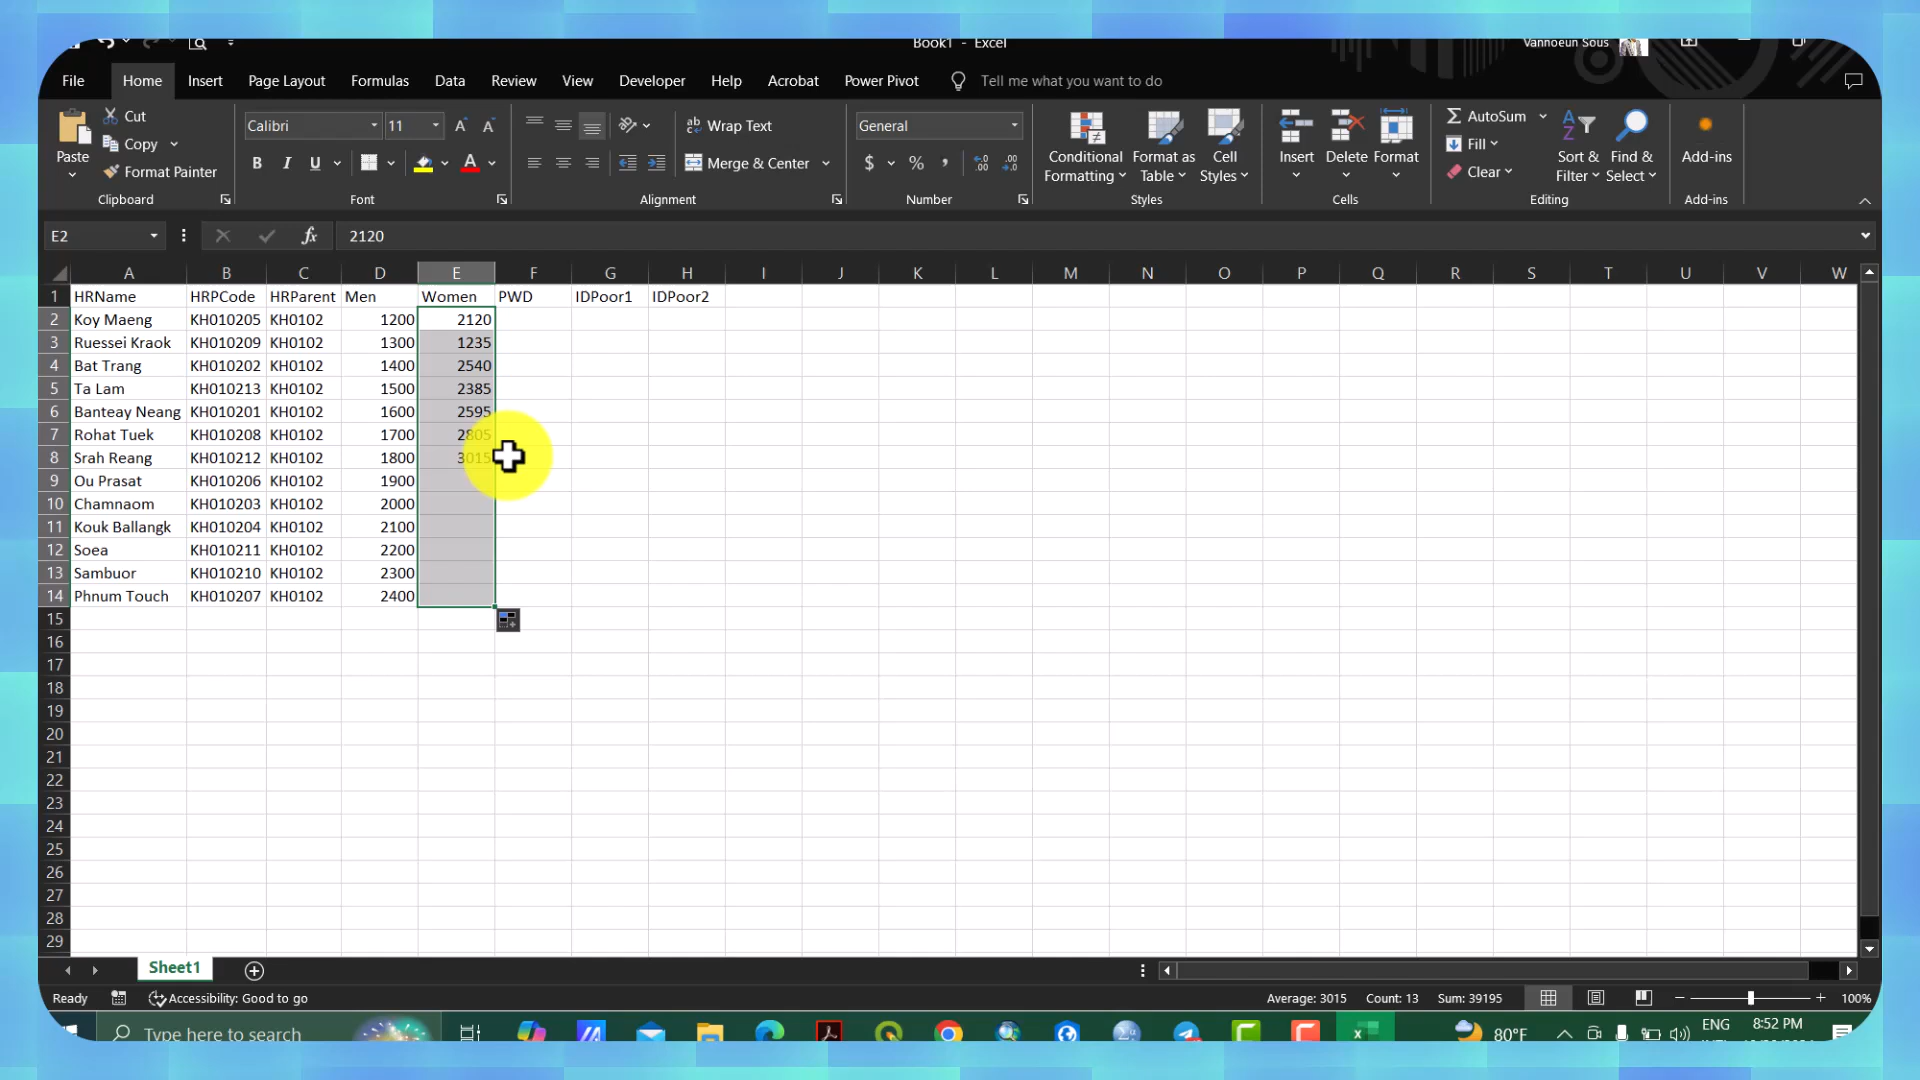 Book1 - Excel
Vannoeun Sous
File Home Insert Page Layout Formulas Data Review View Developer Help Acrobat Power Pivot Tell me what you want to do
Paste
Cut
Copy
Format Painter
Clipboard
Calibri 11
B I U
Font
Wrap Text
Merge & Center
Alignment
General
$ % ,
Number
Conditional Formatting
Format as Table
Cell Styles
Styles
Insert
Delete
Format
Cells
AutoSum
Fill
Clear
Sort & Filter
Find & Select
Editing
Add-ins
Add-ins
E2 fx 2120
A B C D E F G H I J K L M N O P Q R S T U V W
1 HRName HRPCode HRParent Men Women PWD IDPoor1 IDPoor2
2 Koy Maeng KH010205 KH0102 1200 2120
3 Ruessei Kraok KH010209 KH0102 1300 1235
4 Bat Trang KH010202 KH0102 1400 2540
5 Ta Lam KH010213 KH0102 1500 2385
6 Banteay Neang KH010201 KH0102 1600 2595
7 Rohat Tuek KH010208 KH0102 1700 2805
8 Srah Reang KH010212 KH0102 1800 3015
9 Ou Prasat KH010206 KH0102 1900
10 Chamnaom KH010203 KH0102 2000
11 Kouk Ballangk KH010204 KH0102 2100
12 Soea KH010211 KH0102 2200
13 Sambuor KH010210 KH0102 2300
14 Phnum Touch KH010207 KH0102 2400
15
16
17
18
19
20
21
22
23
24
25
26
27
28
29
Sheet1
Ready Accessibility: Good to go Average: 3015 Count: 13 Sum: 39195 100%
Type here to search 80°F ENG 8:52 PM